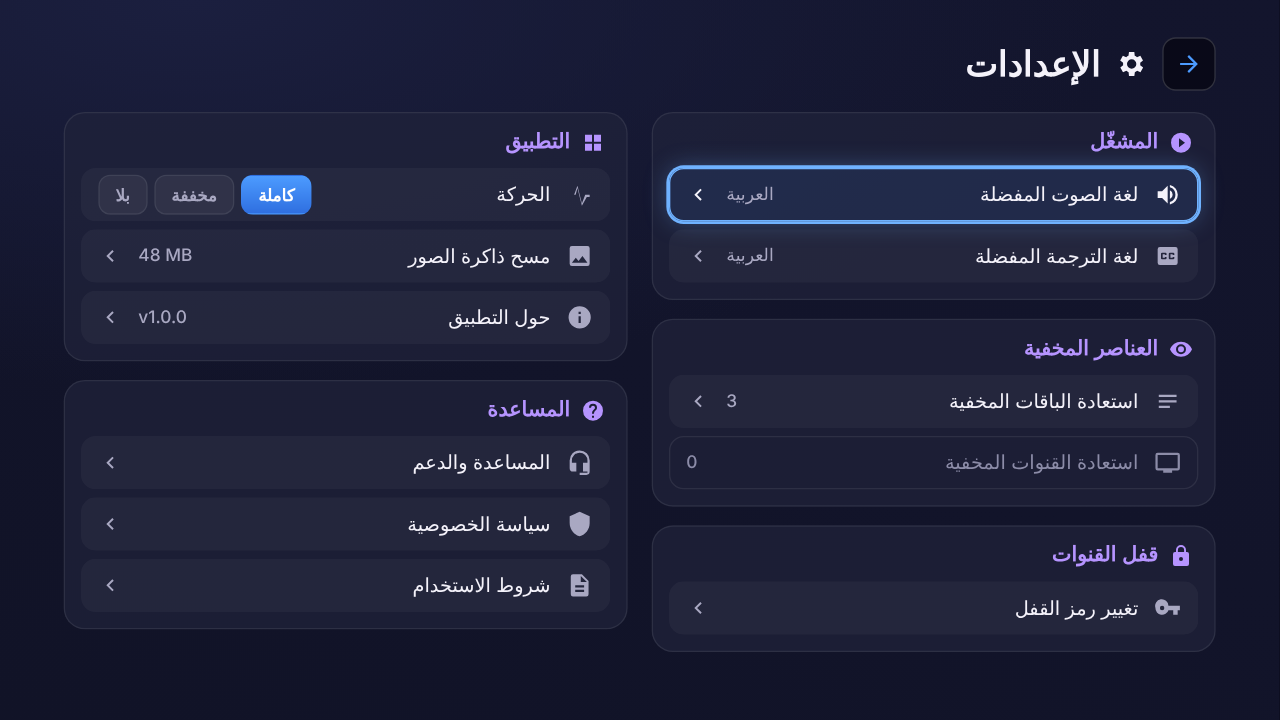 الإعدادات
المشغّل
لغة الصوت المفضلة العربية
لغة الترجمة المفضلة العربية
العناصر المخفية
استعادة الباقات المخفية 3
استعادة القنوات المخفية 0
قفل القنوات
تغيير رمز القفل
التطبيق
الحركة كاملة مخففة بلا
مسح ذاكرة الصور 48 MB
حول التطبيق v1.0.0
المساعدة
المساعدة والدعم
سياسة الخصوصية
شروط الاستخدام